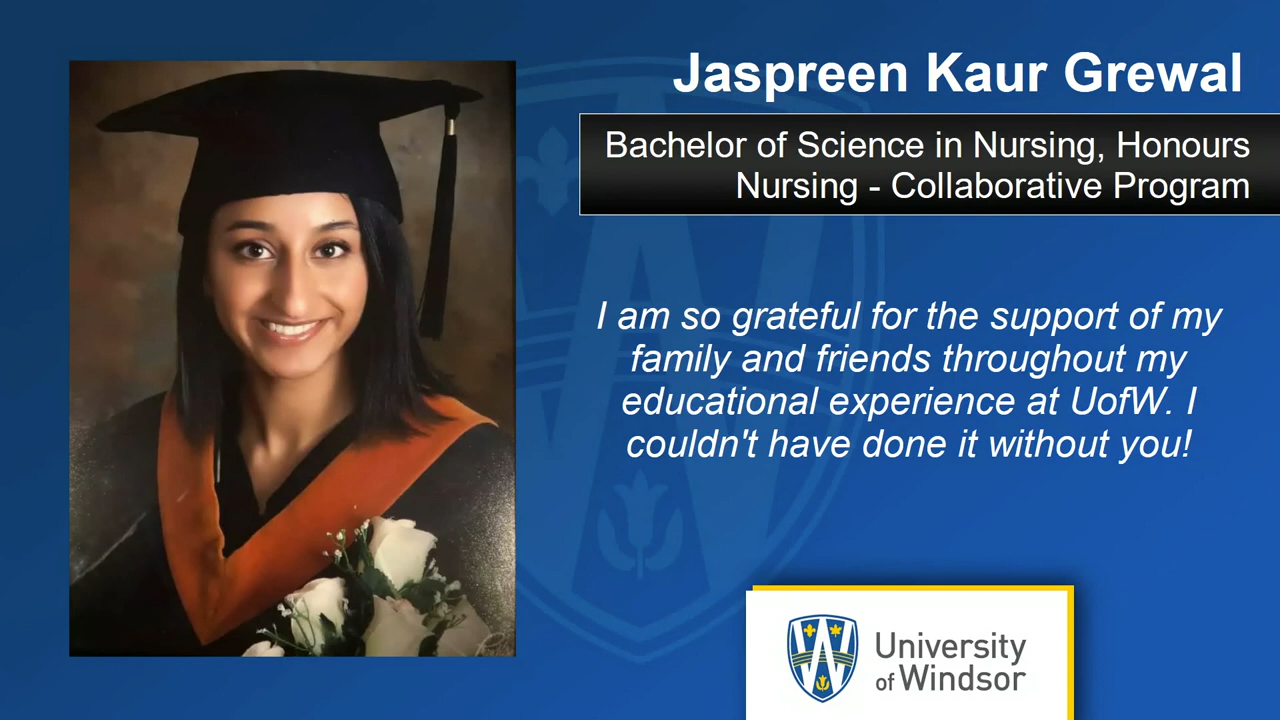 Jaspreen Kaur Grewal
Bachelor of Science in Nursing, Honours
Nursing - Collaborative Program
I am so grateful for the support of my
family and friends throughout my
educational experience at UofW. I
couldn't have done it without you!
University
of Windsor